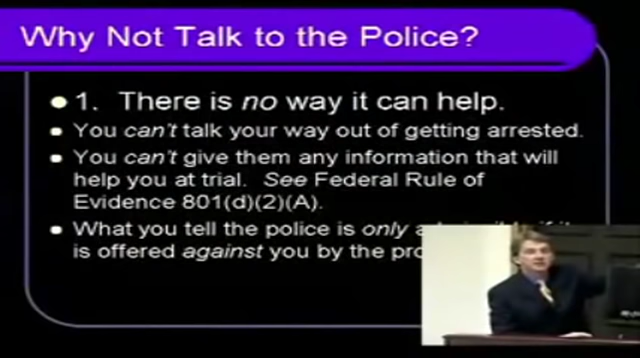 Why Not Talk to the Police?
1. There is no way it can help.
You can't talk your way out of getting arrested.
You can't give them any information that will
help you at trial. See Federal Rule of
Evidence 801(d)(2)(A).
What you tell the police is only
is offered against you by the